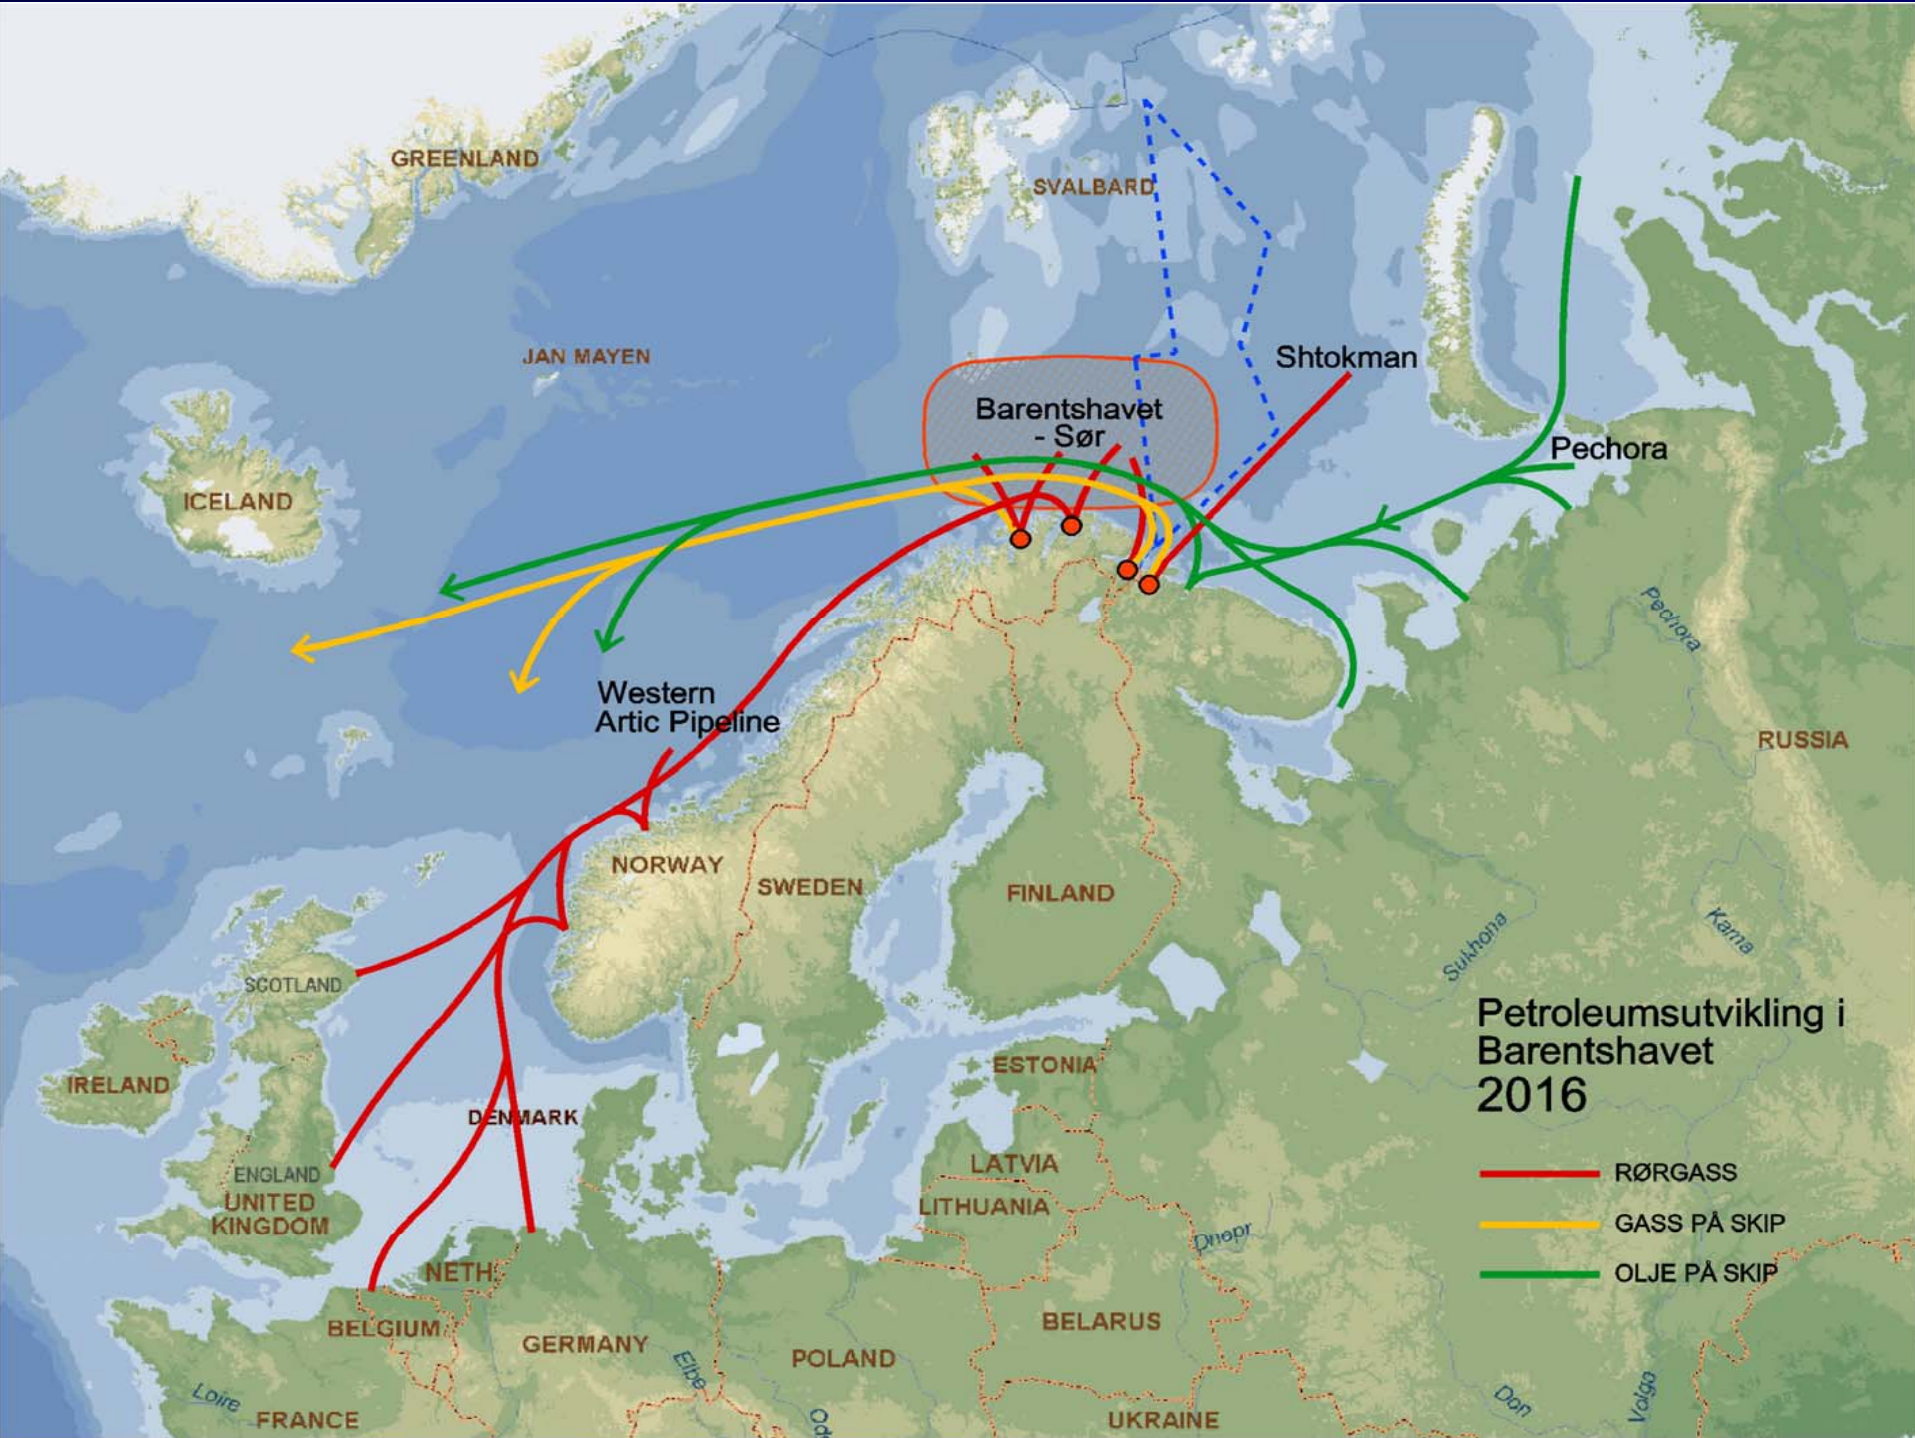 GREENLAND
SVALBARD
JAN MAYEN
Shtokman
Barentshavet
- Sør
Pechora
ICELAND
Pechora
Western
Artic Pipeline
RUSSIA
NORWAY
SWEDEN
FINLAND
Sukhona
Kama
SCOTLAND
Petroleumsutvikling i
Barentshavet
2016
IRELAND
ESTONIA
DENMARK
ENGLAND
UNITED
KINGDOM
LATVIA
LITHUANIA
RØRGASS
GASS PÅ SKIP
OLJE PÅ SKIP
Dnepr
NETH.
BELGIUM
GERMANY
POLAND
BELARUS
Elbe
Loire
FRANCE
Od
UKRAINE
Don
Volga